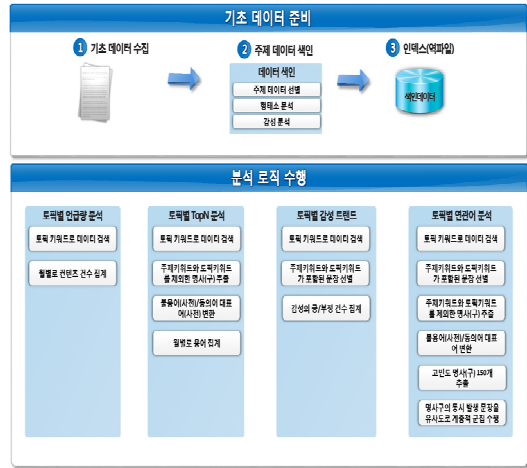 기초 데이터 준비
1 기초 데이터 수집
2 주제 데이터 색인
3 인덱스(역파일)
데이터 색인
주제 데이터 선별
형태소 분석
감성 분석
색인데이터
분석 로직 수행
토픽별 언급량 분석
토픽 키워드로 데이터 검색
월별로 컨텐츠 건수 집계
토픽별 TopN 분석
토픽 키워드로 데이터 검색
주제키워드와 토픽키워드
를 제외한 명사(구) 추출
불용어(사전)/동의어 대표
어(사전) 변환
월별로 용어 집계
토픽별 감성 트렌드
토픽 키워드로 데이터 검색
주제키워드와 토픽키워드
가 포함된 문장 선별
감성의 긍/부정 건수 집계
토픽별 연관어 분석
토픽 키워드로 데이터 검색
주제키워드와 토픽키워드
가 포함된 문장 선별
주제키워드와 토픽키워드
를 제외한 명사(구) 추출
불용어(사전)/동의어 대표
어 변환
고빈도 명사(구) 150개
추출
명사구의 동시 발생 문장을
유사도로 계층적 군집 수행